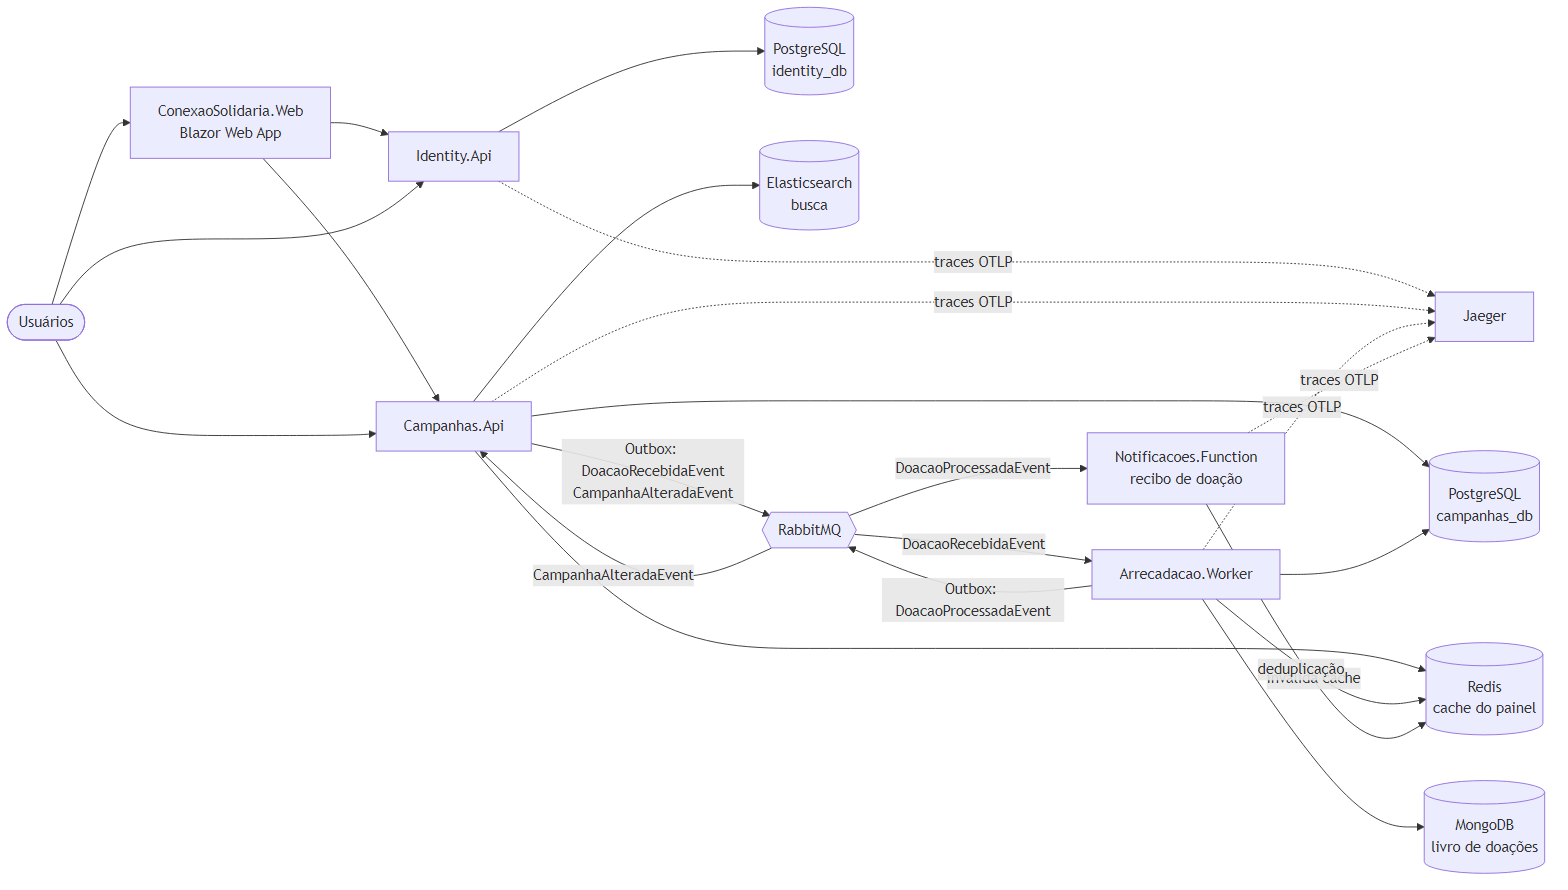 PostgreSQL
identity_db
ConexaoSolidaria.Web
Blazor Web App
Identity.Api
Elasticsearch
busca
traces OTLP
traces OTLP
Usuários
Jaeger
traces OTLP
traces OTLP
Campanhas.Api
Outbox:
DoacaoRecebidaEvent
CampanhaAlteradaEvent
DoacaoProcessadaEvent
Notificacoes.Function
recibo de doação
PostgreSQL
campanhas_db
RabbitMQ
DoacaoRecebidaEvent
CampanhaAlteradaEvent
Outbox:
DoacaoProcessadaEvent
Arrecadacao.Worker
deduplicação
invalida cache
Redis
cache do painel
MongoDB
livro de doações